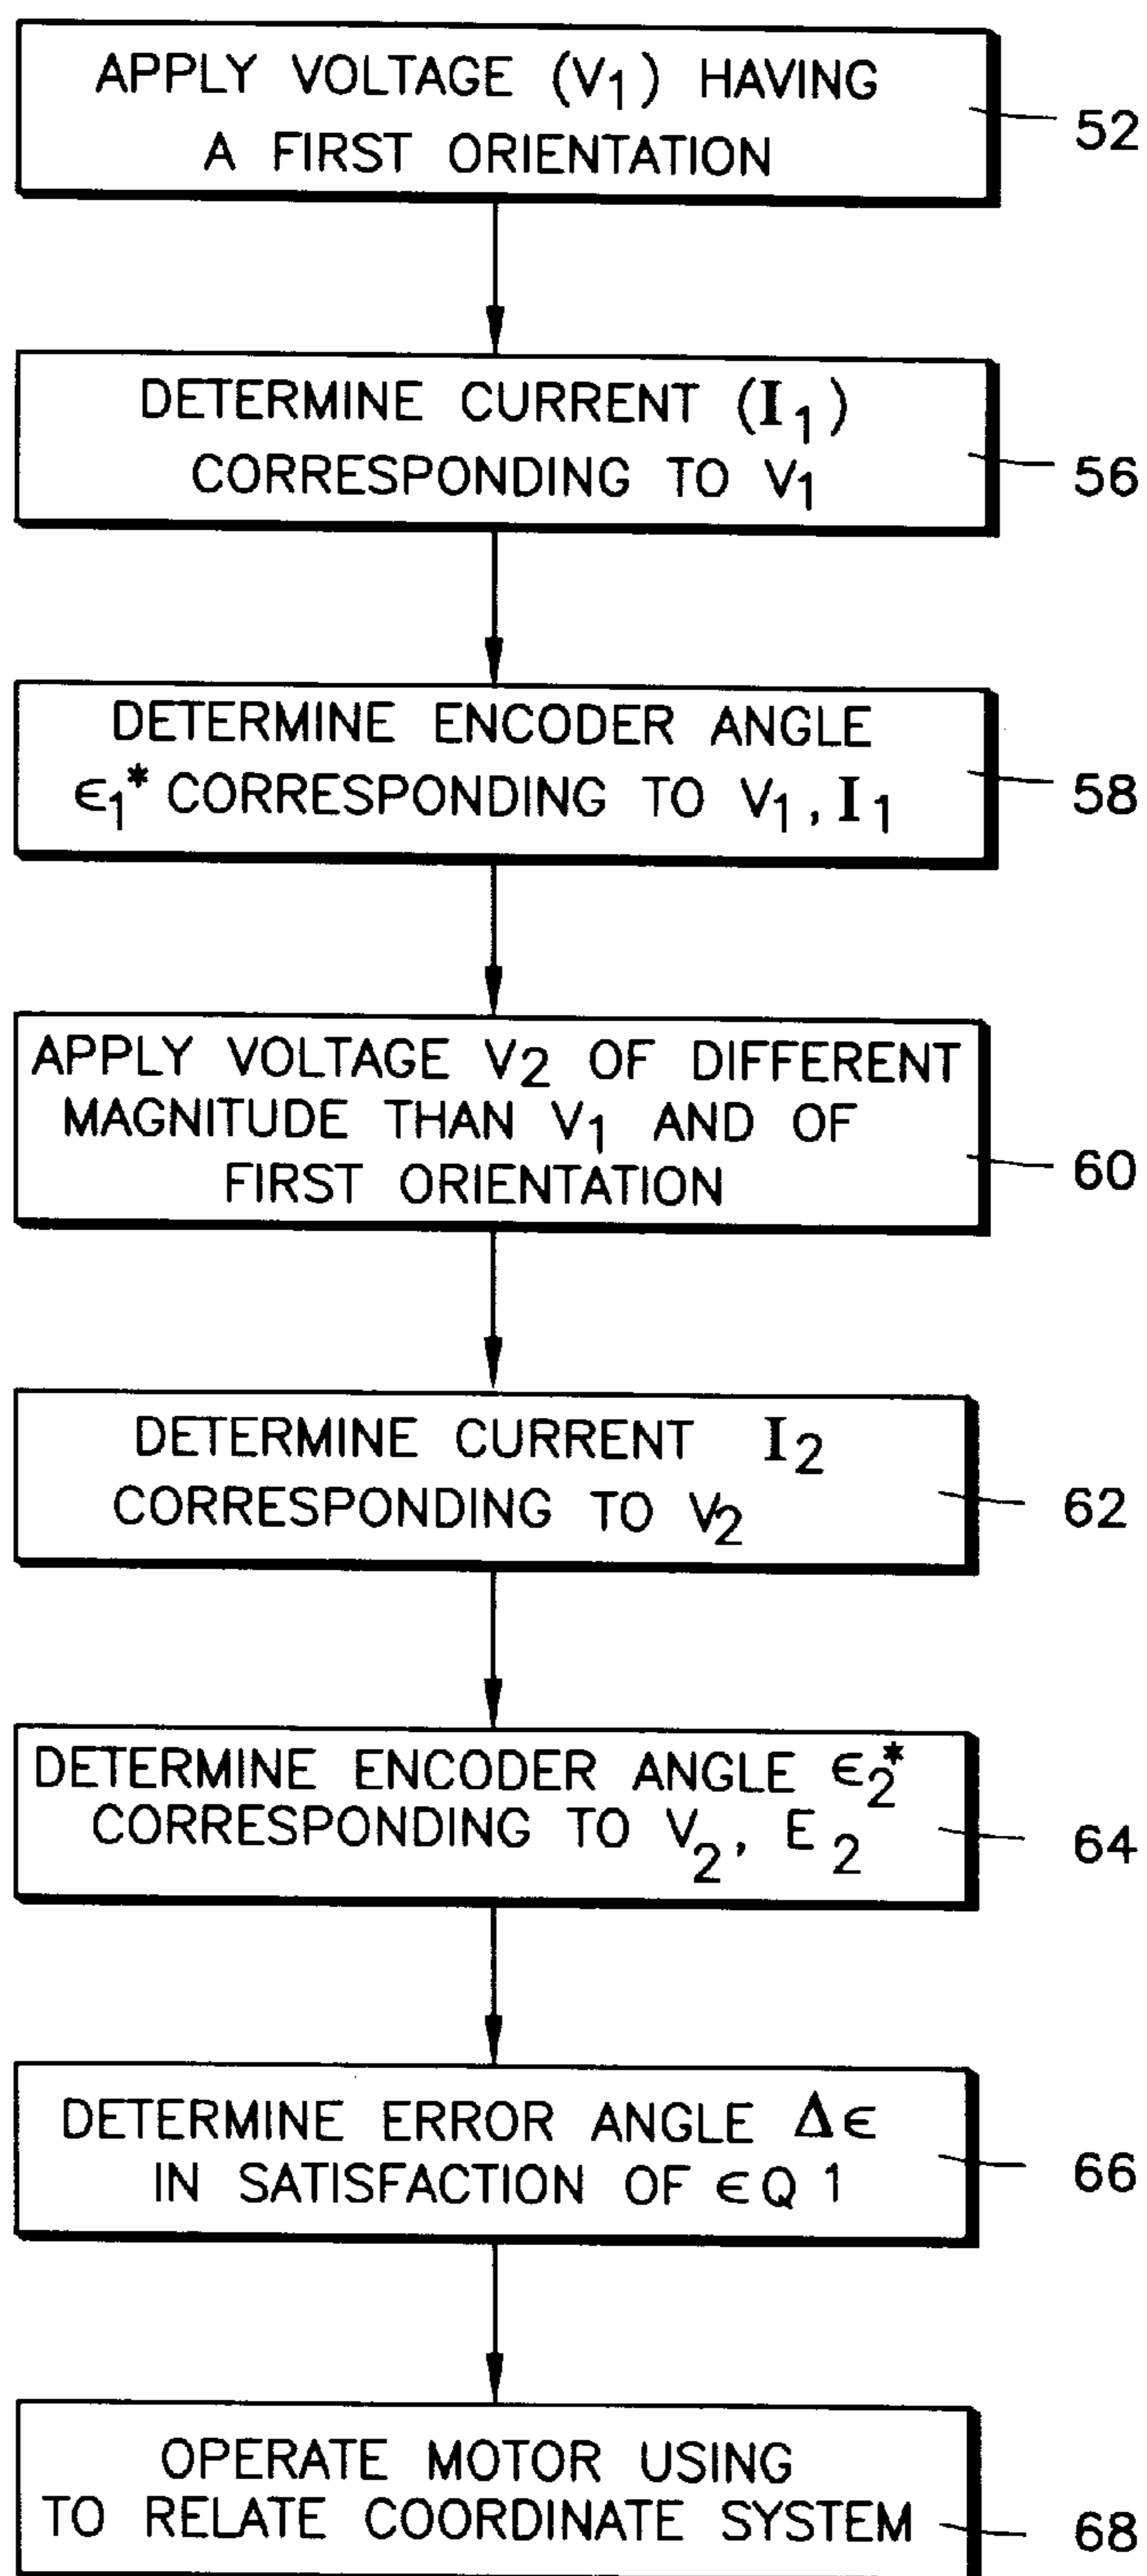 APPLY VOLTAGE (V₁) HAVING
A FIRST ORIENTATION
52
DETERMINE CURRENT (I₁)
CORRESPONDING TO V₁
56
DETERMINE ENCODER ANGLE
ϵ₁* CORRESPONDING TO V₁, I₁
58
APPLY VOLTAGE V₂ OF DIFFERENT
MAGNITUDE THAN V₁ AND OF
FIRST ORIENTATION
60
DETERMINE CURRENT I₂
CORRESPONDING TO V₂
62
DETERMINE ENCODER ANGLE ϵ₂*
CORRESPONDING TO V₂, E₂
64
DETERMINE ERROR ANGLE Δϵ
IN SATISFACTION OF ϵQ 1
66
OPERATE MOTOR USING
TO RELATE COORDINATE SYSTEM
68